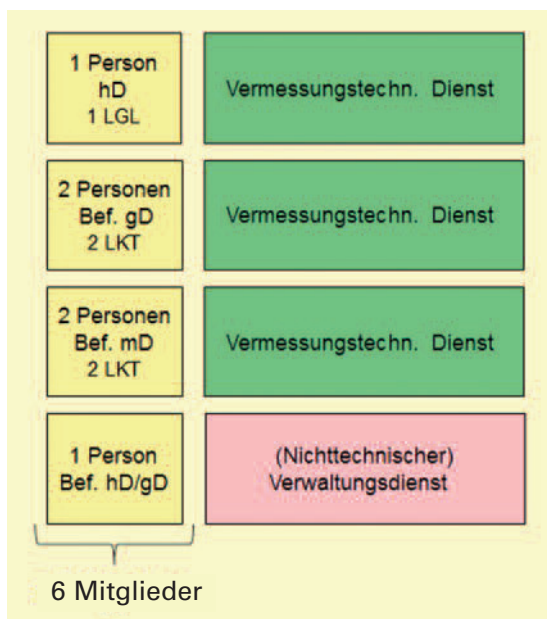 1 Person
hD
1 LGL
Vermessungstechn. Dienst
2 Personen
Bef. gD
2 LKT
Vermessungstechn. Dienst
2 Personen
Bef. mD
2 LKT
Vermessungstechn. Dienst
1 Person
Bef. hD/gD
(Nichttechnischer)
Verwaltungsdienst
6 Mitglieder